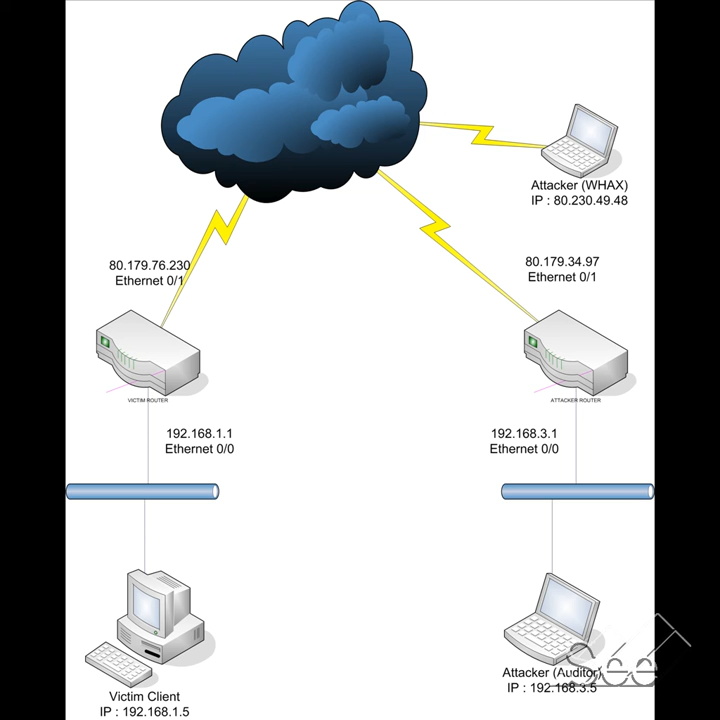 Attacker (WHAX)
IP : 80.230.49.48
80.179.76.230
Ethernet 0/1
80.179.34.97
Ethernet 0/1
VICTIM ROUTER
ATTACKER ROUTER
192.168.1.1
Ethernet 0/0
192.168.3.1
Ethernet 0/0
Attacker (Auditor)
IP : 192.168.3.5
See
Victim Client
IP : 192.168.1.5